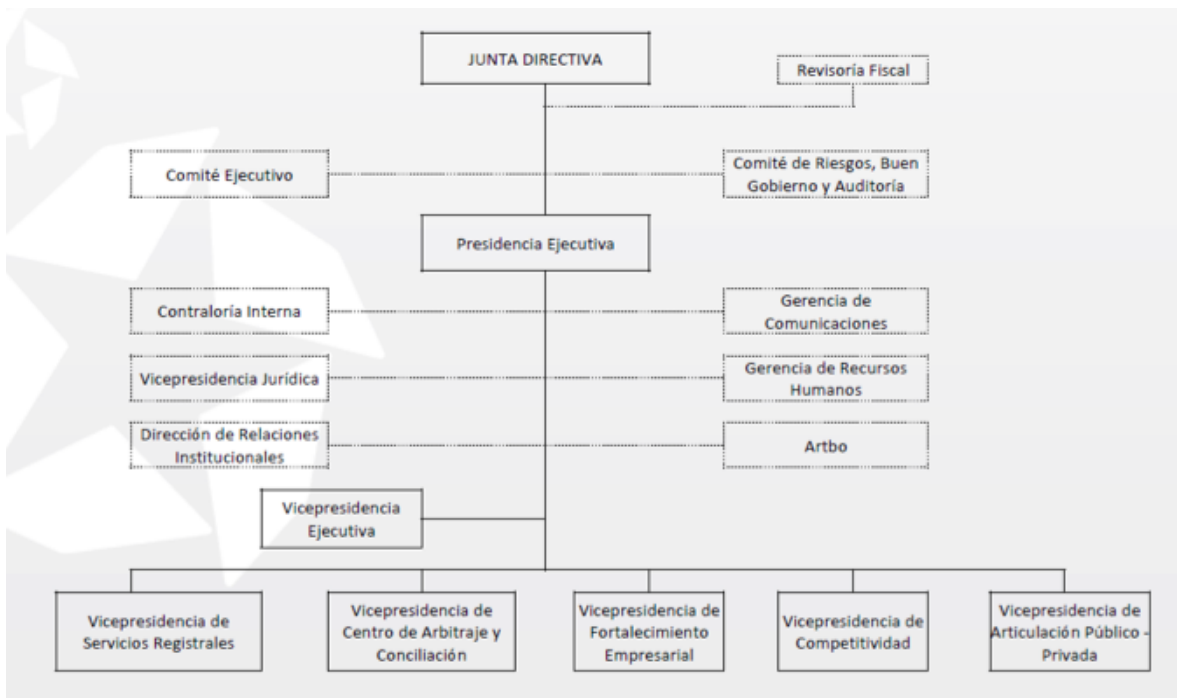 JUNTA DIRECTIVA
Revisoría Fiscal
Comité Ejecutivo
Comité de Riesgos, Buen
Gobierno y Auditoría
Presidencia Ejecutiva
Contraloría Interna
Gerencia de
Comunicaciones
Vicepresidencia Jurídica
Gerencia de Recursos
Humanos
Dirección de Relaciones
Institucionales
Artbo
Vicepresidencia
Ejecutiva
Vicepresidencia de
Servicios Registrales
Vicepresidencia de
Centro de Arbitraje y
Conciliación
Vicepresidencia de
Fortalecimiento
Empresarial
Vicepresidencia de
Competitividad
Vicepresidencia de
Articulación Público -
Privada